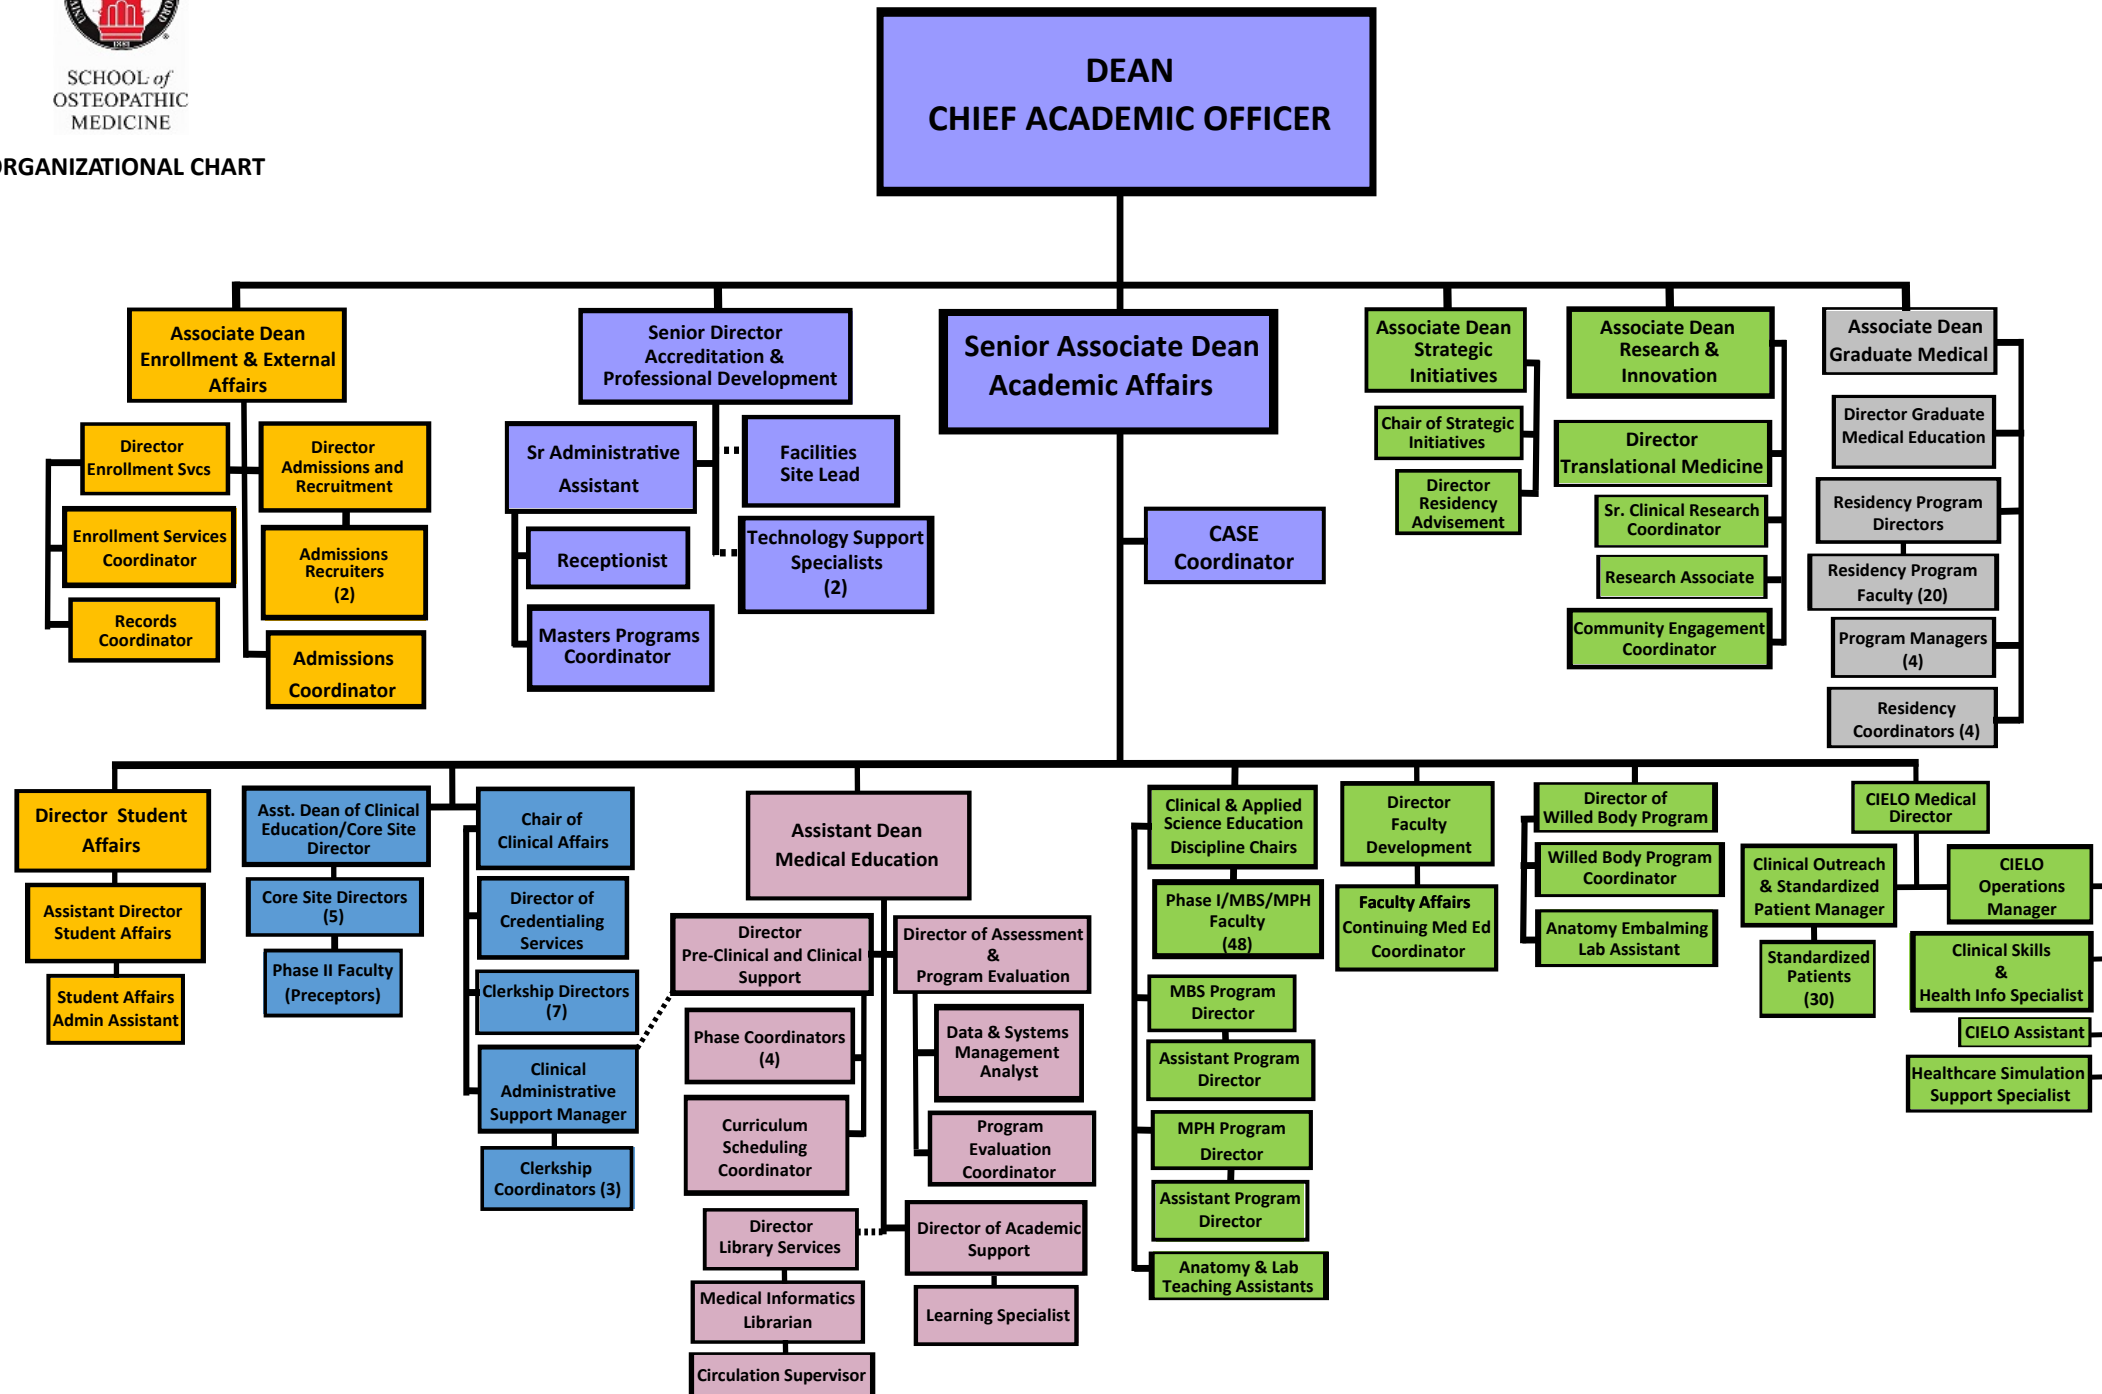 1881
SCHOOL of
OSTEOPATHIC
MEDICINE
ORGANIZATIONAL CHART
DEAN
CHIEF ACADEMIC OFFICER
Associate Dean
Enrollment & External
Affairs
Senior Director
Accreditation &
Professional Development
Senior Associate Dean
Academic Affairs
Associate Dean
Strategic
Initiatives
Associate Dean
Research &
Innovation
Associate Dean
Graduate Medical
Director
Enrollment Svcs
Director
Admissions and
Recruitment
Enrollment Services
Coordinator
Admissions
Recruiters
(2)
Records
Coordinator
Admissions
Coordinator
Sr Administrative
Assistant
Facilities
Site Lead
Receptionist
Technology Support
Specialists
(2)
Masters Programs
Coordinator
CASE
Coordinator
Chair of Strategic
Initiatives
Director
Residency
Advisement
Director
Translational Medicine
Sr. Clinical Research
Coordinator
Research Associate
Community Engagement
Coordinator
Director Graduate
Medical Education
Residency Program
Directors
Residency Program
Faculty (20)
Program Managers
(4)
Residency
Coordinators (4)
Director  Student
Affairs
Assistant Director
Student Affairs
Student Affairs
Admin Assistant
Asst. Dean of Clinical
Education/Core Site
Director
Core Site Directors
(5)
Phase II Faculty
(Preceptors)
Chair of
Clinical Affairs
Director of
Credentialing
Services
Clerkship Directors
(7)
Clinical
Administrative
Support Manager
Clerkship
Coordinators (3)
Assistant Dean
Medical Education
Director
Pre-Clinical and Clinical
Support
Director of Assessment
&
Program Evaluation
Phase Coordinators
(4)
Data & Systems
Management
Analyst
Curriculum
Scheduling
Coordinator
Program
Evaluation
Coordinator
Director
Library Services
Director of Academic
Support
Medical Informatics
Librarian
Learning Specialist
Circulation Supervisor
Clinical & Applied
Science Education
Discipline Chairs
Phase I/MBS/MPH
Faculty
(48)
MBS Program
Director
Assistant Program
Director
MPH Program
Director
Assistant Program
Director
Anatomy & Lab
Teaching Assistants
Director
Faculty
Development
Faculty Affairs
Continuing Med Ed
Coordinator
Director of
Willed Body Program
Willed Body Program
Coordinator
Anatomy Embalming
Lab Assistant
CIELO Medical
Director
Clinical Outreach
& Standardized
Patient Manager
CIELO
Operations
Manager
Standardized
Patients
(30)
Clinical Skills
&
Health Info Specialist
CIELO Assistant
Healthcare Simulation
Support Specialist